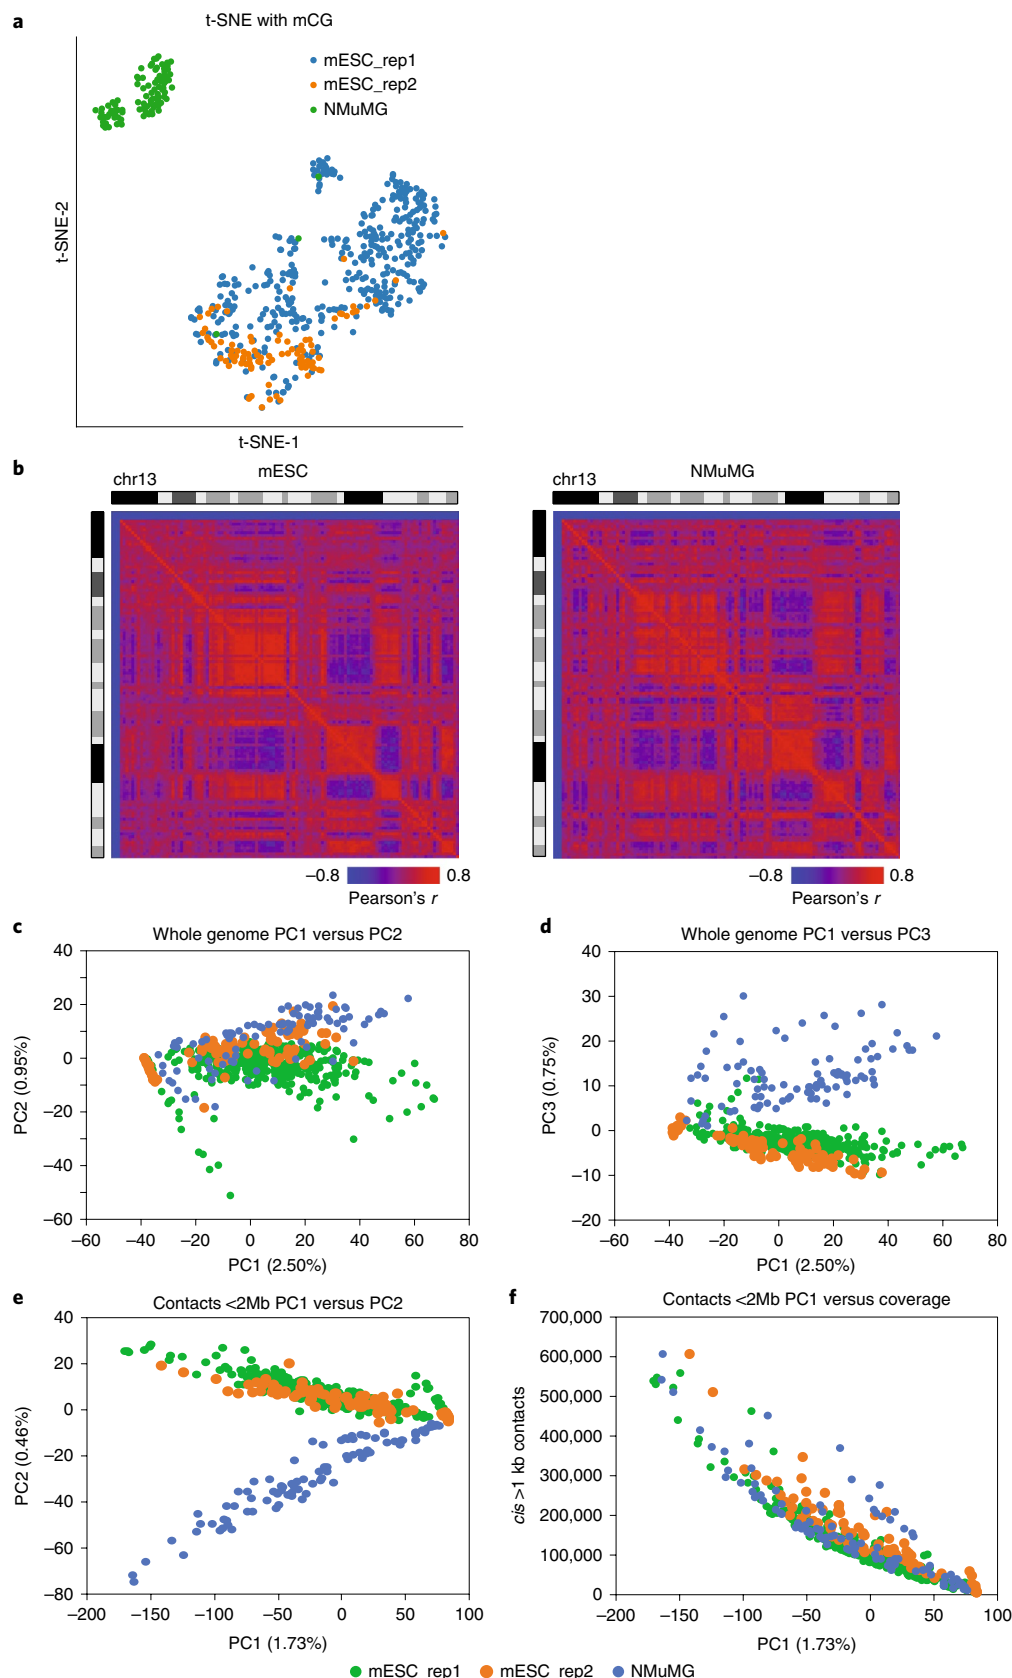 a
t-SNE with mCG
mESC_rep1
mESC_rep2
NMuMG
t-SNE-2
t-SNE-1
b
mESC
NMuMG
chr13
chr13
−0.8
0.8
Pearson's r
−0.8
0.8
Pearson's r
c
Whole genome PC1 versus PC2
40
20
0
−20
−40
−60
PC2 (0.95%)
−60 −40 −20 0 20 40 60 80
PC1 (2.50%)
d
Whole genome PC1 versus PC3
40
30
20
10
0
−10
−20
PC3 (0.75%)
−60 −40 −20 0 20 40 60 80
PC1 (2.50%)
e
Contacts <2Mb PC1 versus PC2
40
20
0
−20
−40
−60
−80
PC2 (0.46%)
−200 −150 −100 −50 0 50 100
PC1 (1.73%)
f
Contacts <2Mb PC1 versus coverage
700,000
600,000
500,000
400,000
300,000
200,000
100,000
0
cis >1 kb contacts
−200 −150 −100 −50 0 50 100
PC1 (1.73%)
mESC_rep1 mESC_rep2 NMuMG